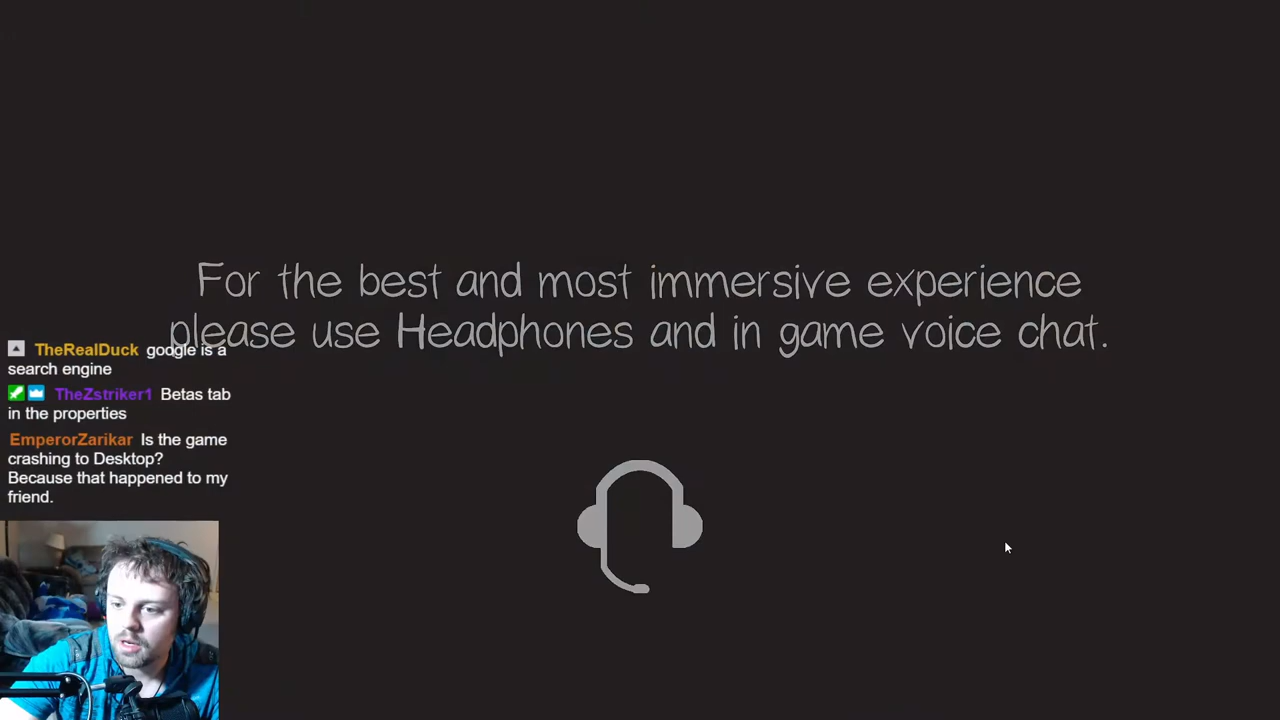 For the best and most immersive experience
please use Headphones and in game voice chat.
TheRealDuck google is a
search engine
TheZstriker1 Betas tab
in the properties
EmperorZarikar Is the game
crashing to Desktop?
Because that happened to my
friend.